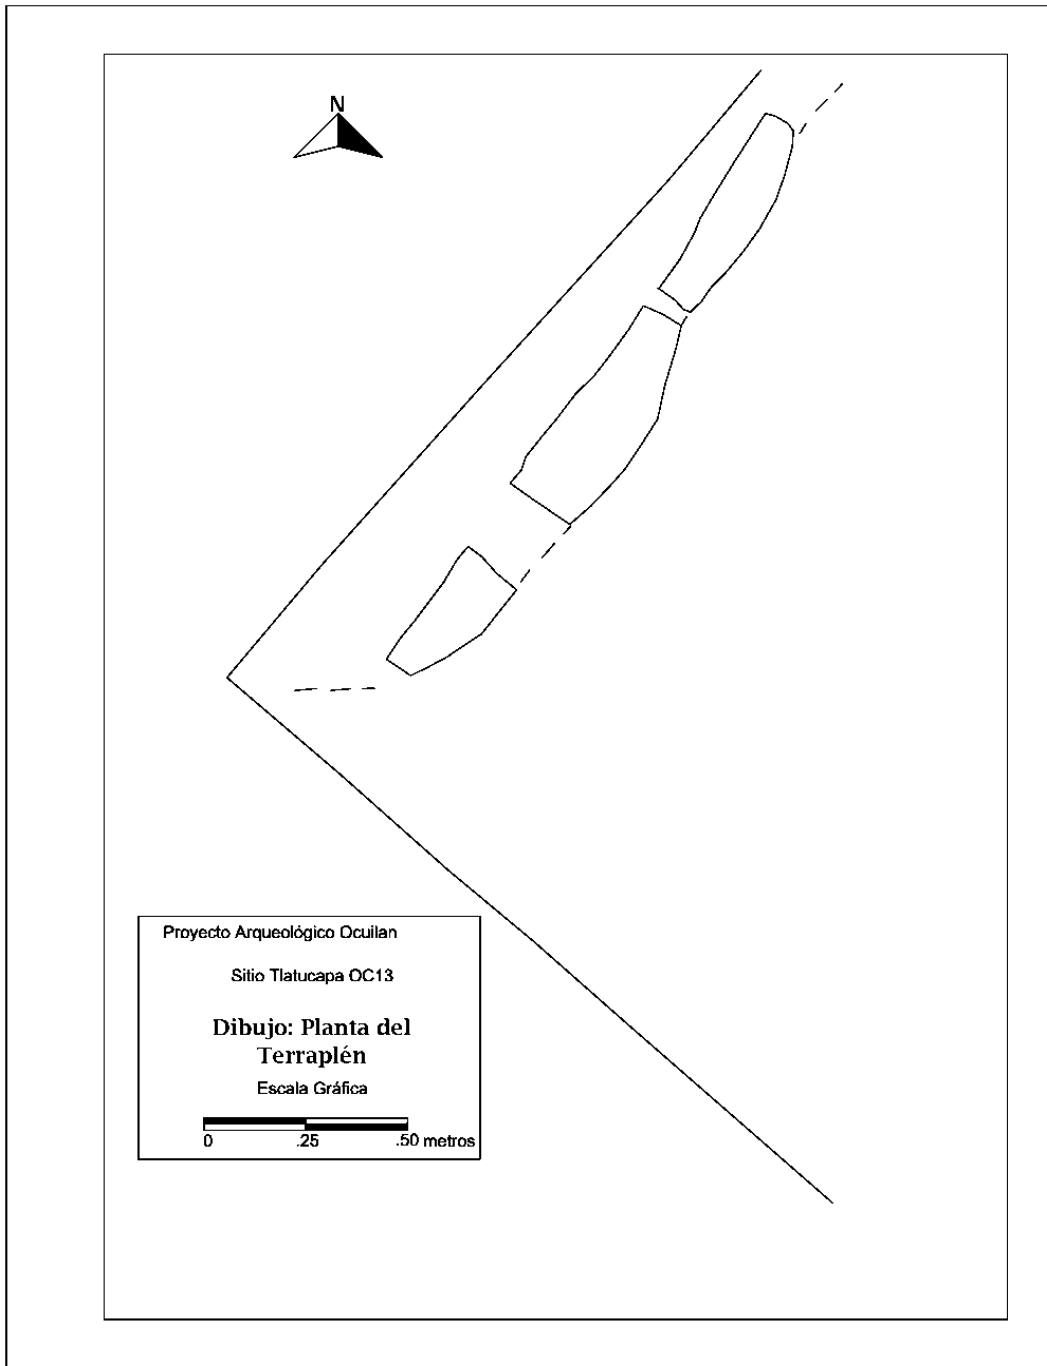 N
Proyecto Arqueológico Ocuilan
Sitio Tlatucapa OC13
Dibujo: Planta del
Terraplén
Escala Gráfica
0 .25 .50 metros